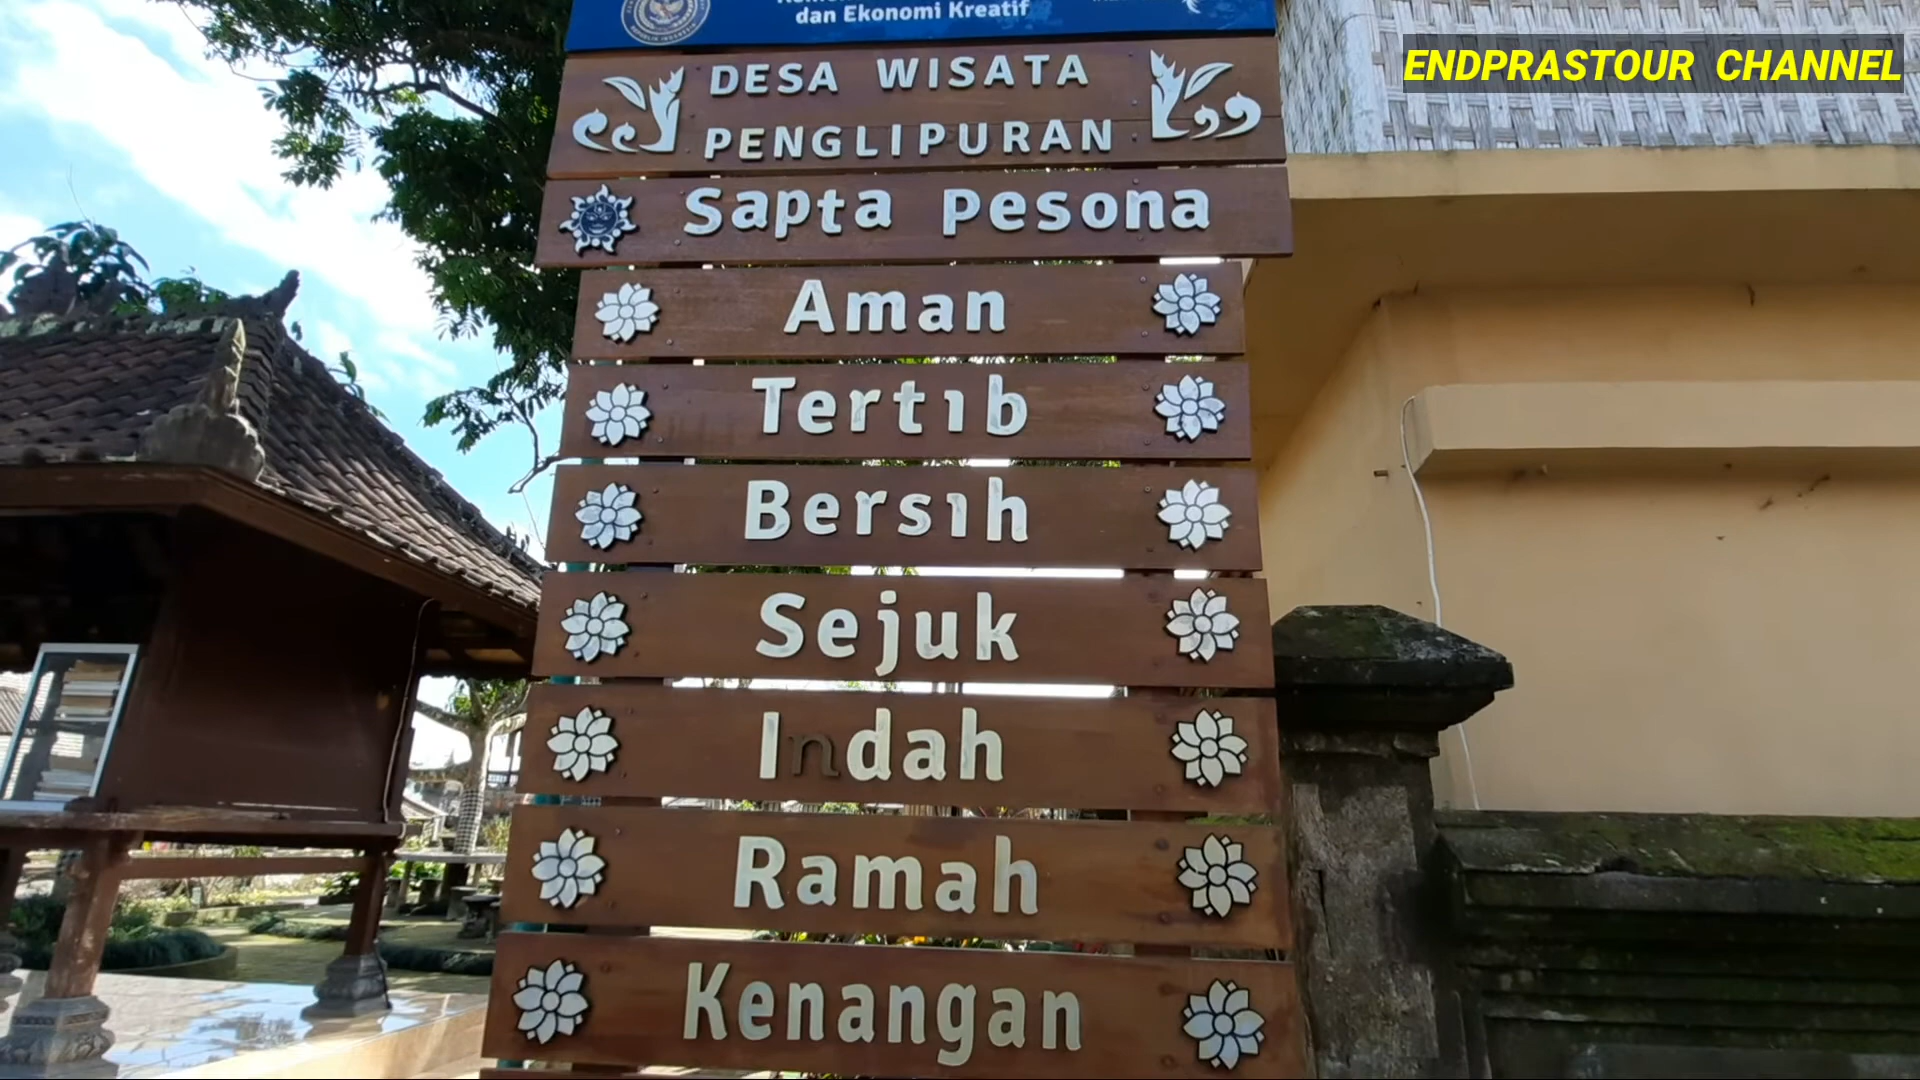 dan Ekonomi Kreatif
ENDPRASTOUR CHANNEL
DESA WISATA
PENGLIPURAN
Sapta Pesona
Aman
Tertib
Bersih
Sejuk
Indah
Ramah
Kenangan